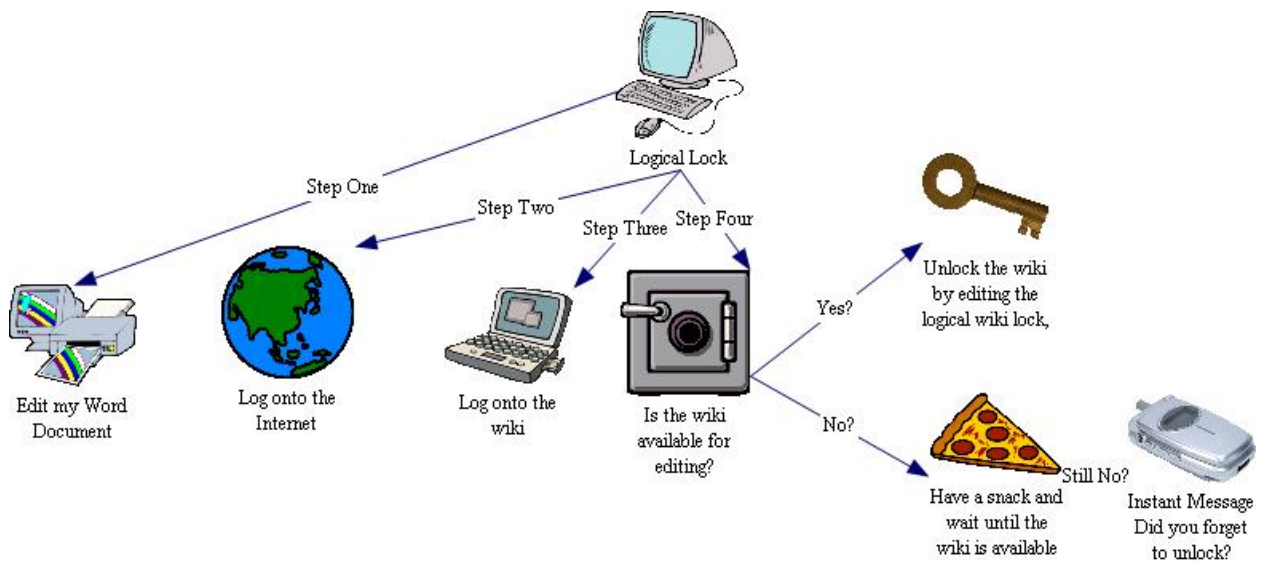 Logical Lock
Step One
Step Two
Step Three
Step Four
Edit my Word
Document
Log onto the
Internet
Log onto the
wiki
Is the wiki
available for
editing?
Yes?
Unlock the wiki
by editing the
logical wiki lock,
No?
Have a snack and
wait until the
wiki is available
Still No?
Instant Message
Did you forget
to unlock?